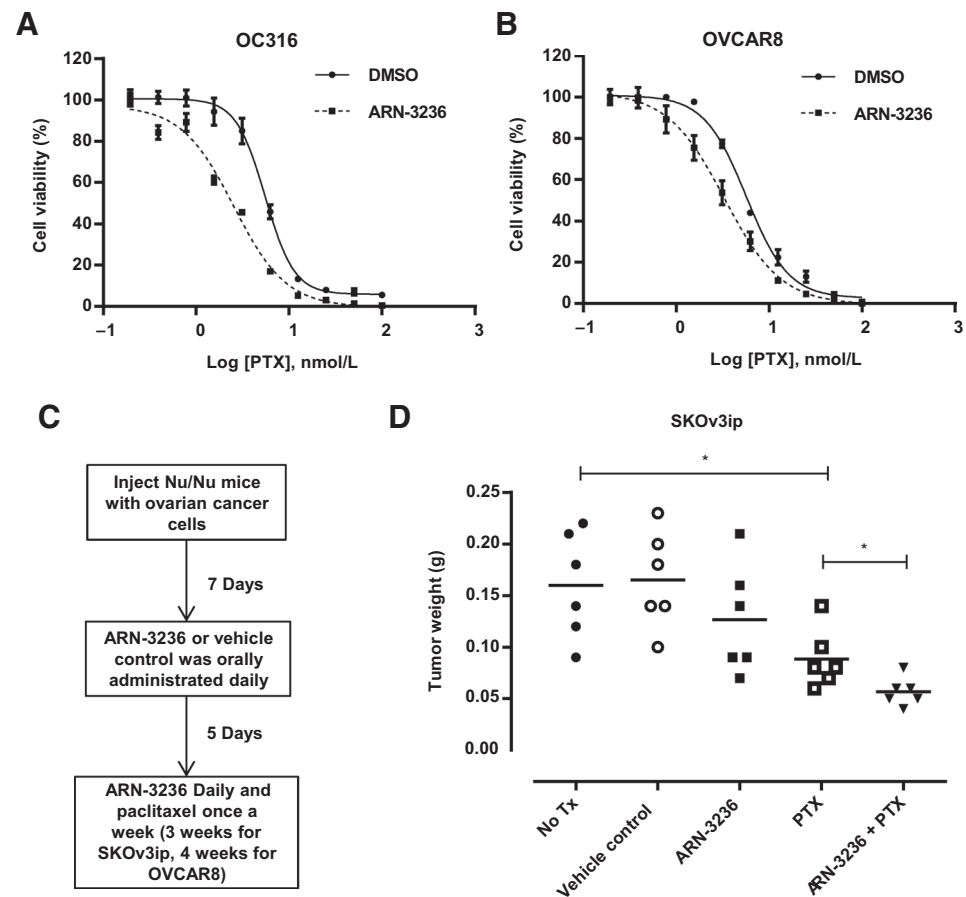 A
OC316
120
100
80
60
40
20
0
−1
0
1
2
3
Cell viability (%)
Log [PTX], nmol/L
DMSO
ARN-3236
B
OVCAR8
120
100
80
60
40
20
0
−1
0
1
2
3
Cell viability (%)
Log [PTX], nmol/L
DMSO
ARN-3236
C
Inject Nu/Nu mice
with ovarian cancer
cells
7 Days
ARN-3236 or vehicle
control was orally
administrated daily
5 Days
ARN-3236 Daily and
paclitaxel once a
week (3 weeks for
SKOv3ip, 4 weeks for
OVCAR8)
D
SKOv3ip
*
*
0.25
0.20
0.15
0.10
0.05
0.00
Tumor weight (g)
No Tx
Vehicle control
ARN-3236
PTX
ARN-3236 + PTX